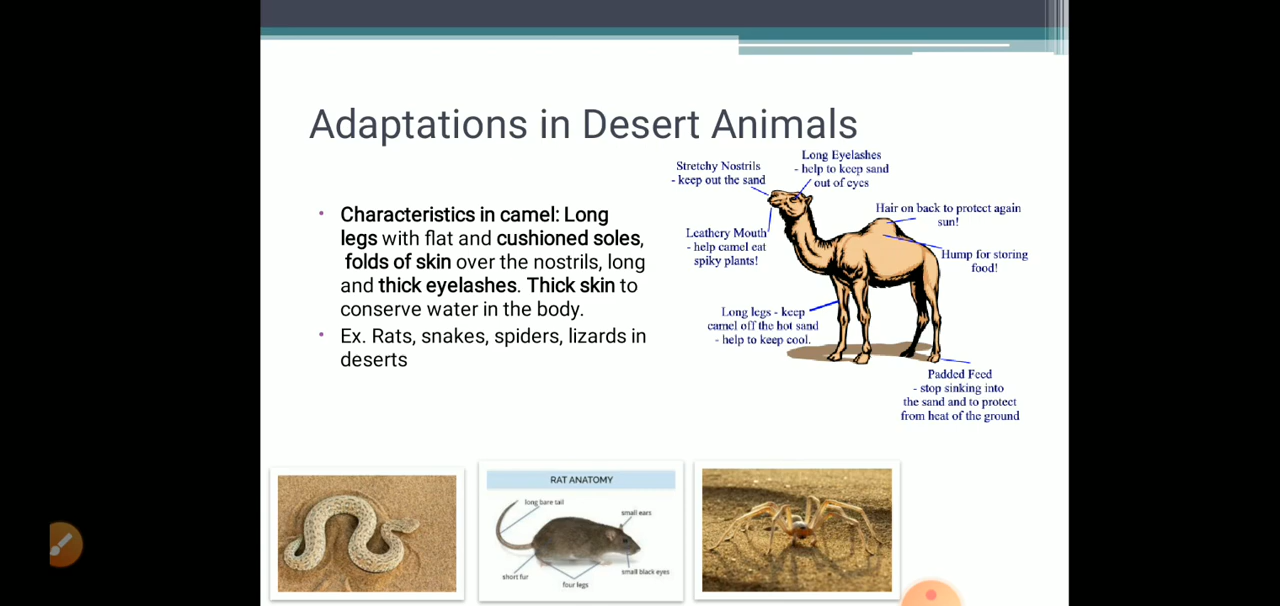 Adaptations in Desert Animals
Characteristics in camel: Long
legs with flat and cushioned soles,
folds of skin over the nostrils, long
and thick eyelashes. Thick skin to
conserve water in the body.
Ex. Rats, snakes, spiders, lizards in
deserts
Stretchy Nostrils
- keep out the sand
Long Eyelashes
- help to keep sand
out of eyes
Hair on back to protect again
sun!
Leathery Mouth
- help camel eat
spiky plants!
Hump for storing
food!
Long legs - keep
camel off the hot sand
- help to keep cool.
Padded Feed
- stop sinking into
the sand and to protect
from heat of the ground
RAT ANATOMY
long bare tail
small ears
short fur
four legs
small black eyes